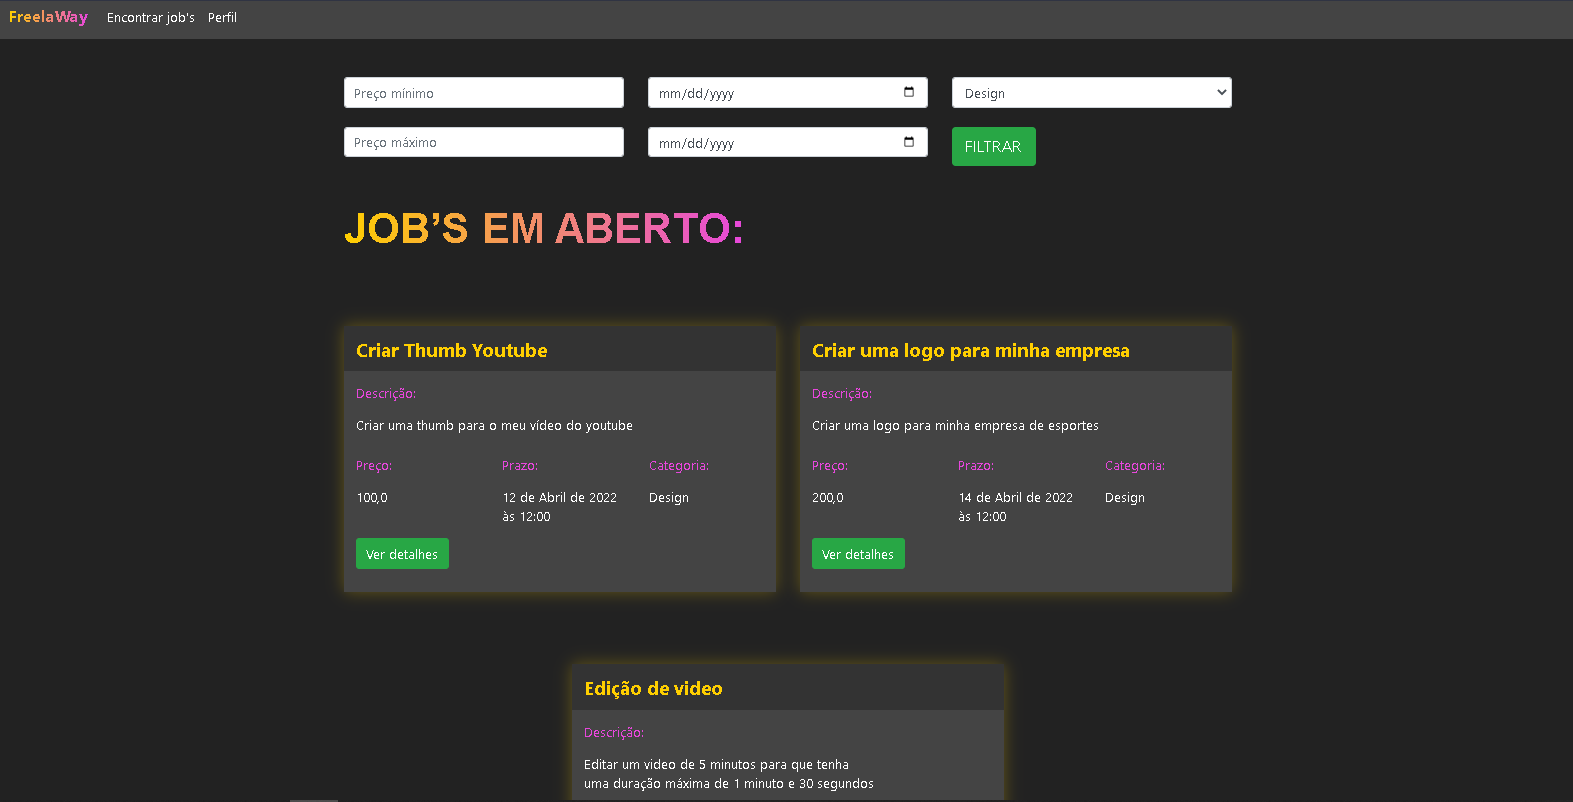 FreelaWay Encontrar job's Perfil
Preço mínimo mm/dd/yyyy Design
Preço máximo mm/dd/yyyy FILTRAR
JOB’S EM ABERTO:
Criar Thumb Youtube
Descrição:
Criar uma thumb para o meu vídeo do youtube
Preço: Prazo: Categoria:
100,0 12 de Abril de 2022 Design
às 12:00
Ver detalhes
Criar uma logo para minha empresa
Descrição:
Criar uma logo para minha empresa de esportes
Preço: Prazo: Categoria:
200,0 14 de Abril de 2022 Design
às 12:00
Ver detalhes
Edição de video
Descrição:
Editar um video de 5 minutos para que tenha
uma duração máxima de 1 minuto e 30 segundos